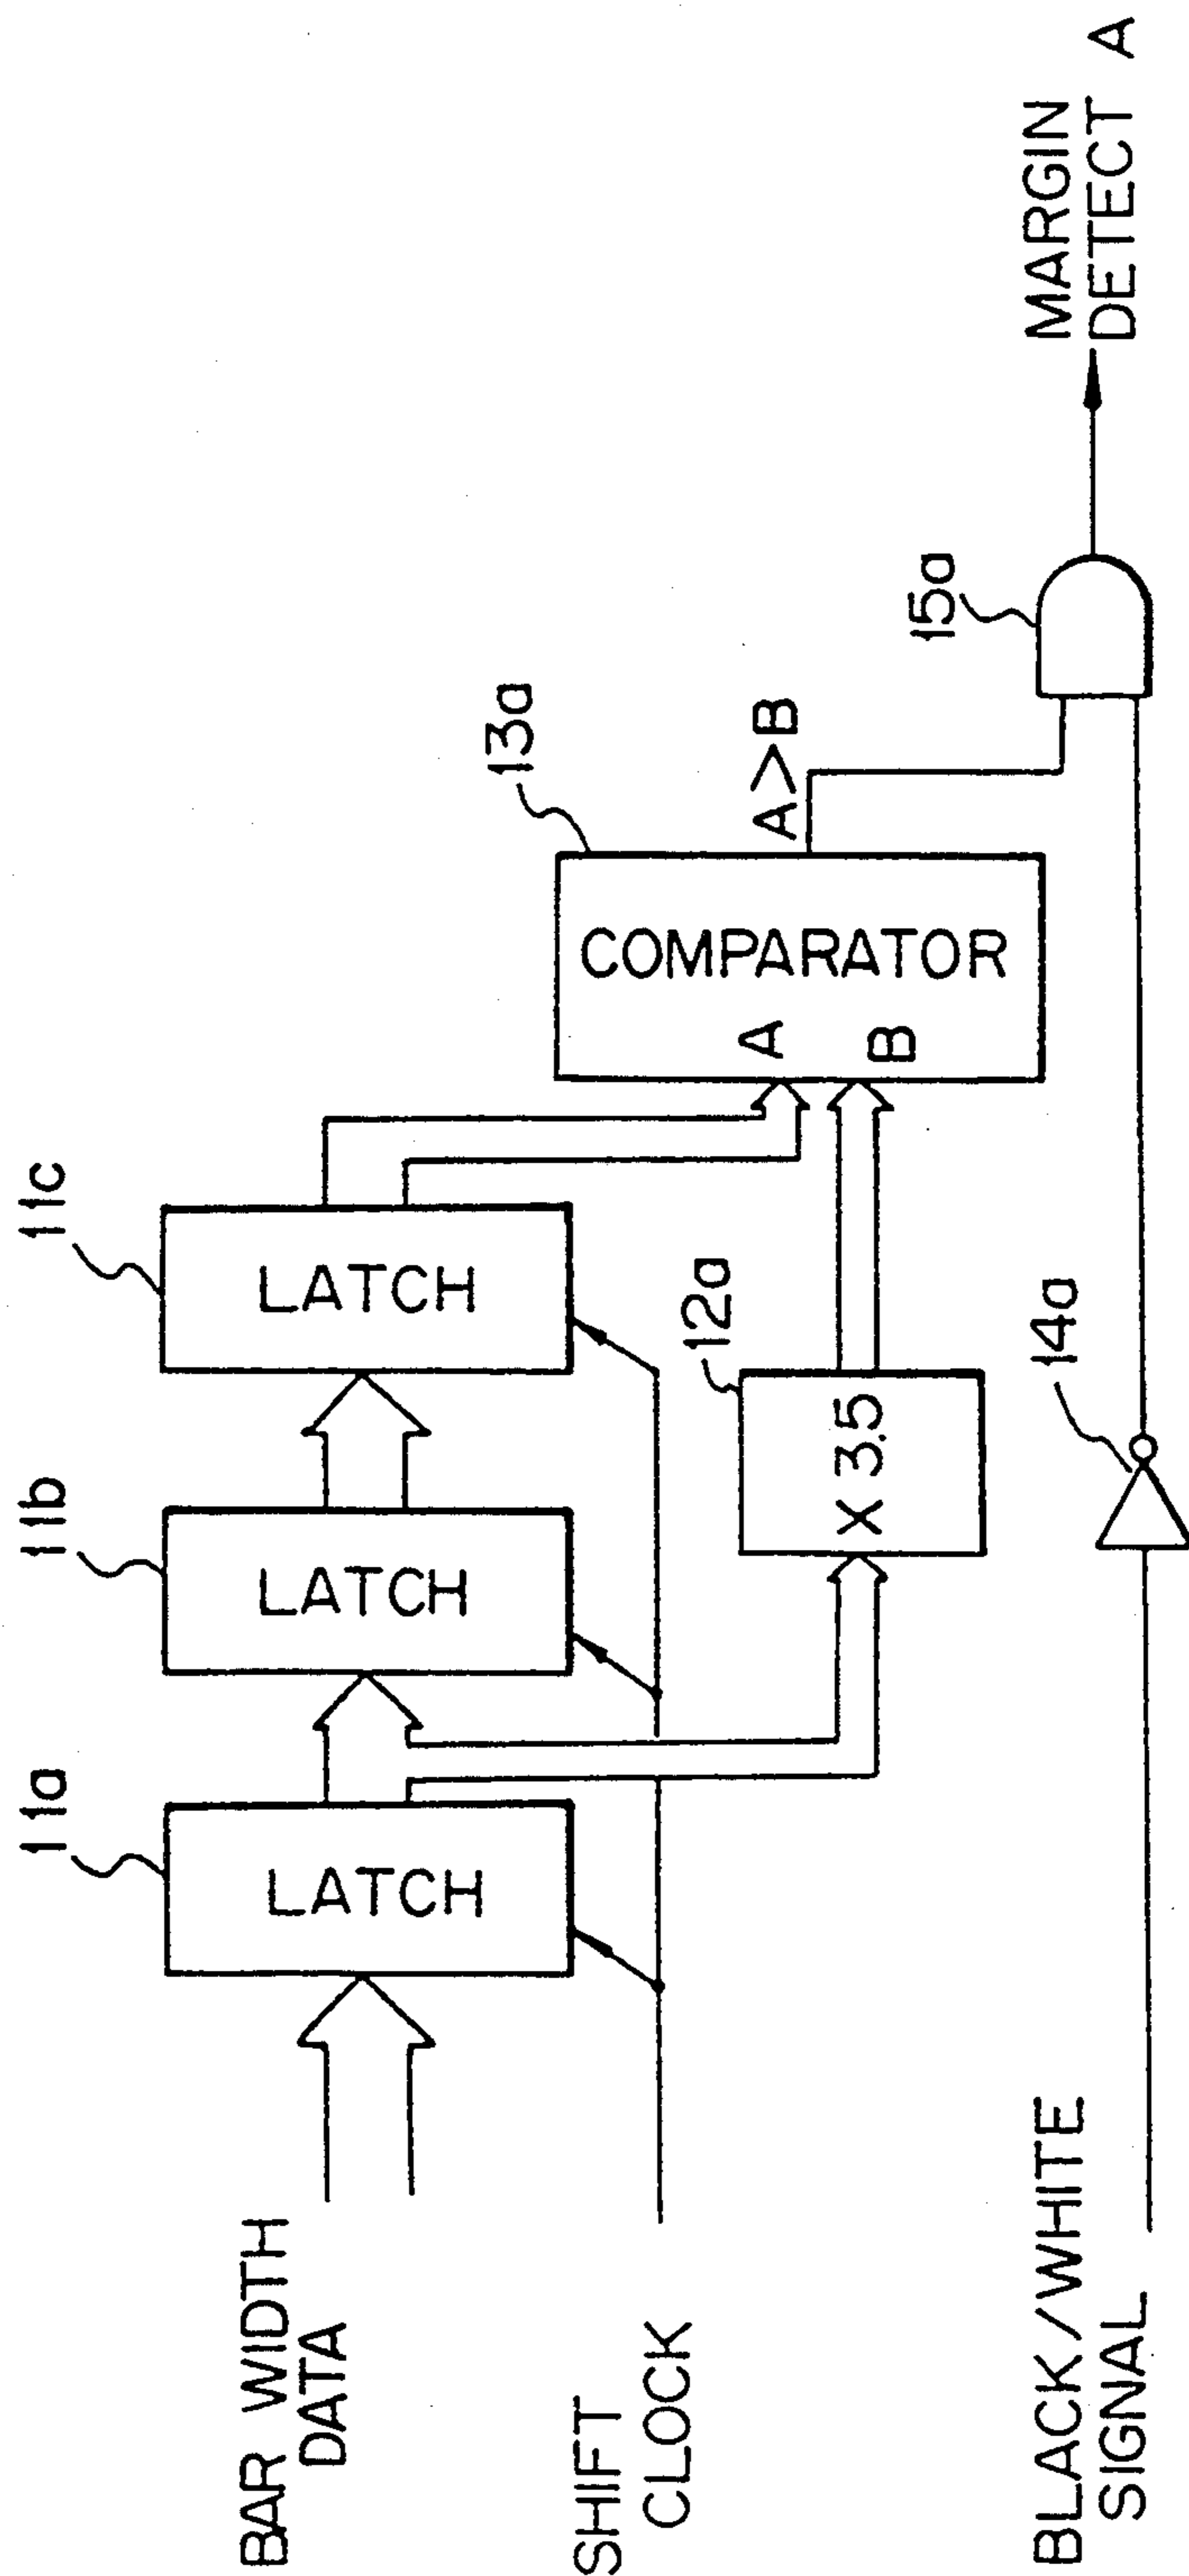 BAR WIDTH
DATA
SHIFT
CLOCK
BLACK/WHITE
SIGNAL
11a
LATCH
11b
LATCH
11c
LATCH
12a
X 3.5
13a
COMPARATOR
A
B
A>B
14a
15a
MARGIN
DETECT A